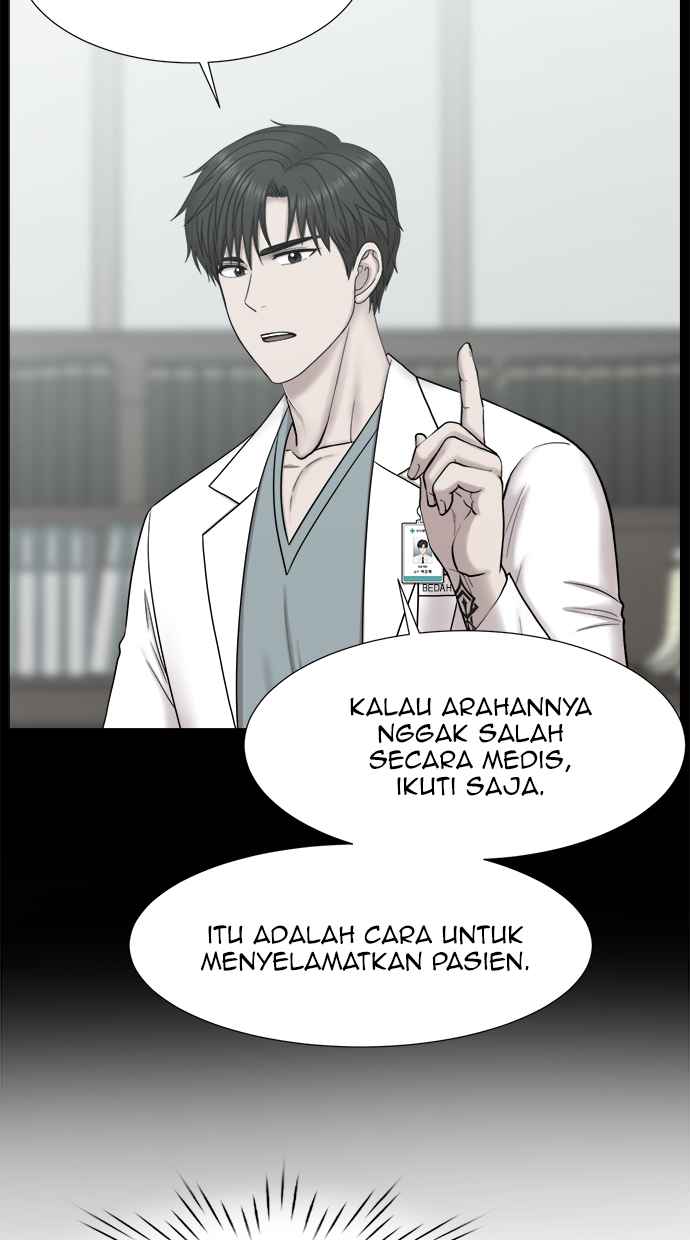 BEDAH
KALAU ARAHANNYA
NGGAK SALAH
SECARA MEDIS,
IKUTI SAJA.
ITU ADALAH CARA UNTUK
MENYELAMATKAN PASIEN.